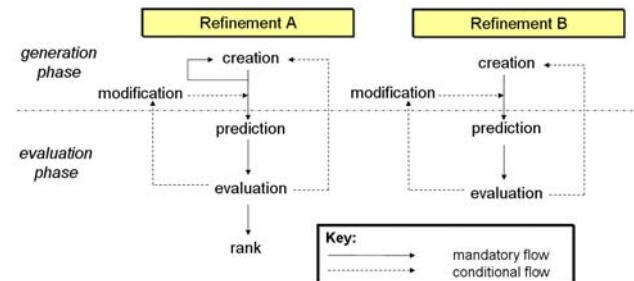 Refinement A
Refinement B
generation
phase
creation
creation
modification
modification
prediction
prediction
evaluation
phase
evaluation
evaluation
rank
Key:
mandatory flow
conditional flow